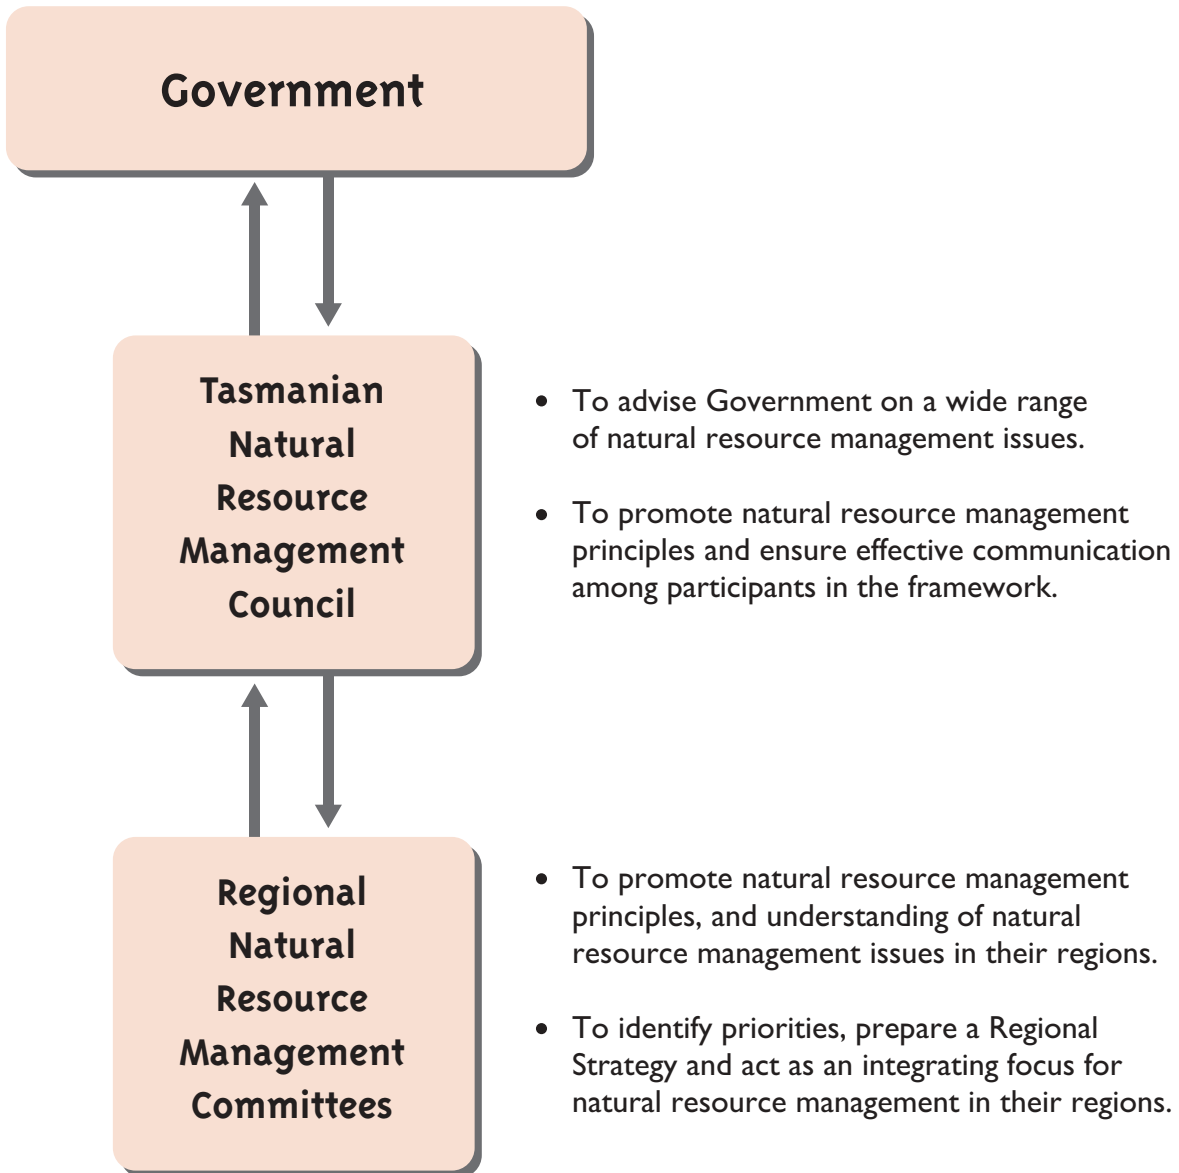 Government
Tasmanian
Natural
Resource
Management
Council
• To advise Government on a wide range
of natural resource management issues.
• To promote natural resource management
principles and ensure effective communication
among participants in the framework.
Regional
Natural
Resource
Management
Committees
• To promote natural resource management
principles, and understanding of natural
resource management issues in their regions.
• To identify priorities, prepare a Regional
Strategy and act as an integrating focus for
natural resource management in their regions.